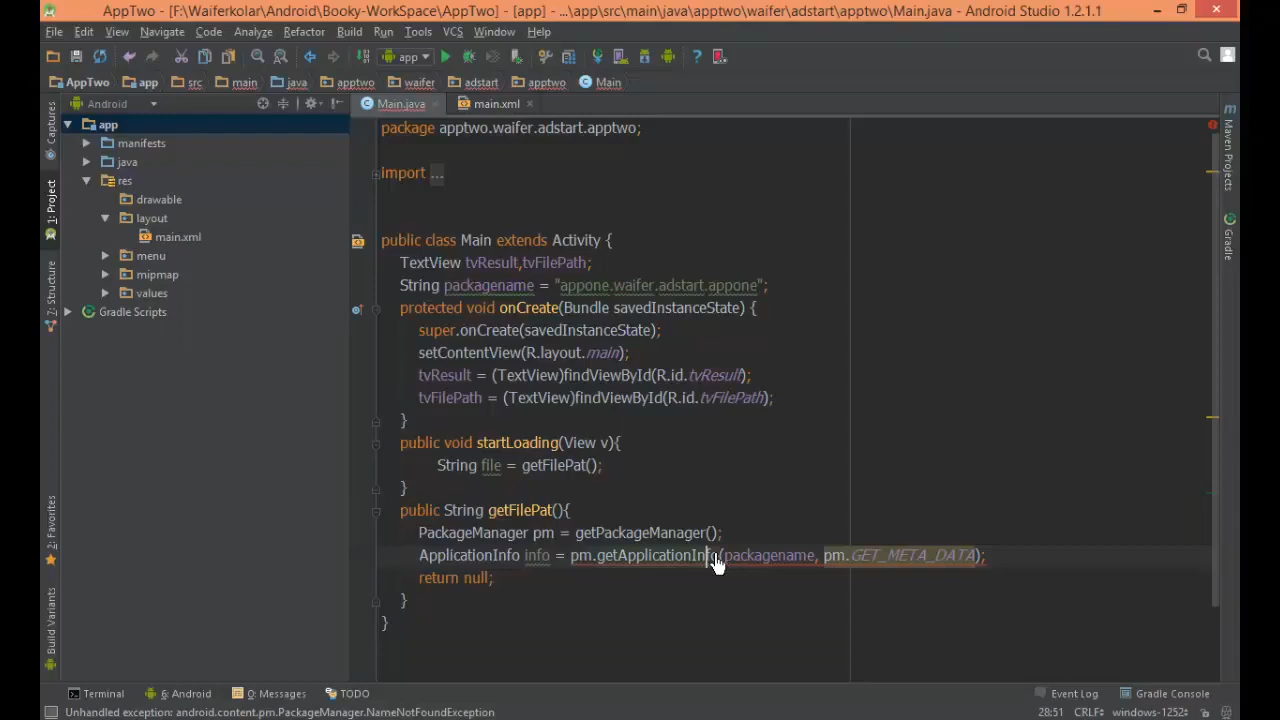 AppTwo - [F:\Waiferkolar\Android\Booky-WorkSpace\AppTwo] - [app] - ...\app\src\main\java\apptwo\waifer\adstart\apptwo\Main.java - Android Studio 1.2.1.1
File Edit View Navigate Code Analyze Refactor Build Run Tools VCS Window Help
app
AppTwo app src main java apptwo waifer adstart apptwo Main
Android
Main.java main.xml
Captures
1: Project
Z: Structure
2: Favorites
Build Variants
app
manifests
java
res
drawable
layout
main.xml
menu
mipmap
values
Gradle Scripts
package apptwo.waifer.adstart.apptwo;
import ...
public class Main extends Activity {
TextView tvResult,tvFilePath;
String packagename = "appone.waifer.adstart.appone";
protected void onCreate(Bundle savedInstanceState) {
super.onCreate(savedInstanceState);
setContentView(R.layout.main);
tvResult = (TextView)findViewById(R.id.tvResult);
tvFilePath = (TextView)findViewById(R.id.tvFilePath);
}
public void startLoading(View v){
String file = getFilePat();
}
public String getFilePat(){
PackageManager pm = getPackageManager();
ApplicationInfo info = pm.getApplicationInfo(packagename, pm.GET_META_DATA);
return null;
}
}
Maven Projects
Gradle
Terminal 6: Android 0: Messages TODO Event Log Gradle Console
Unhandled exception: android.content.pm.PackageManager.NameNotFoundException 28:51 CRLF windows-1252